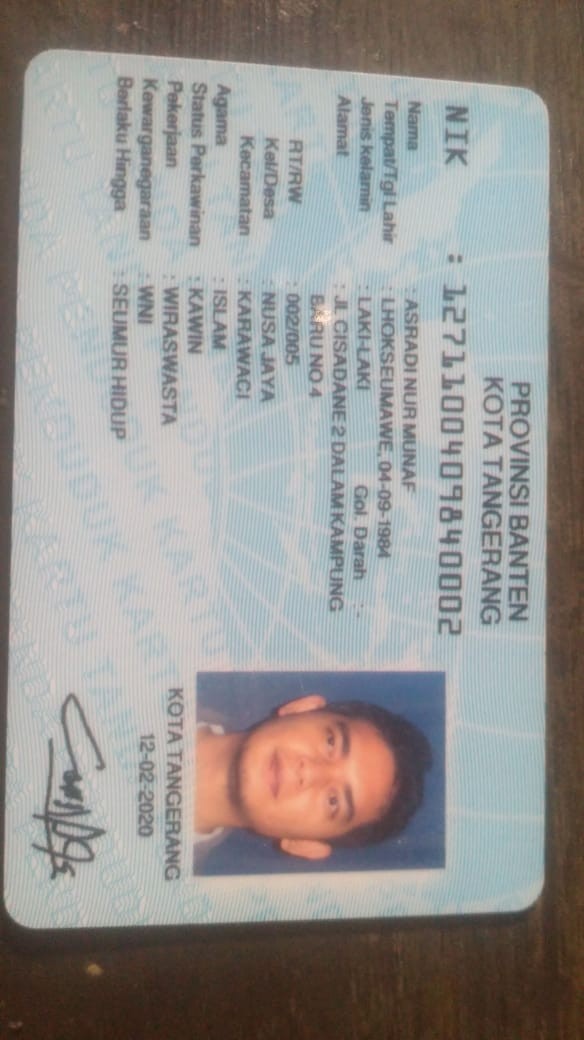 PROVINSI BANTEN
KOTA TANGERANG
NIK : 1271100409840002
Nama : ASRADI NUR MUNAF
Tempat/Tgl Lahir : LHOKSEUMAWE, 04-09-1984
Jenis kelamin : LAKI-LAKI Gol. Darah : -
Alamat : JL CISADANE 2 DALAM KAMPUNG
BARU NO 4
RT/RW : 002/005
Kel/Desa : NUSA JAYA
Kecamatan : KARAWACI
Agama : ISLAM
Status Perkawinan : KAWIN
Pekerjaan : WIRASWASTA
Kewarganegaraan : WNI
Berlaku Hingga : SEUMUR HIDUP
KOTA TANGERANG
12-02-2020